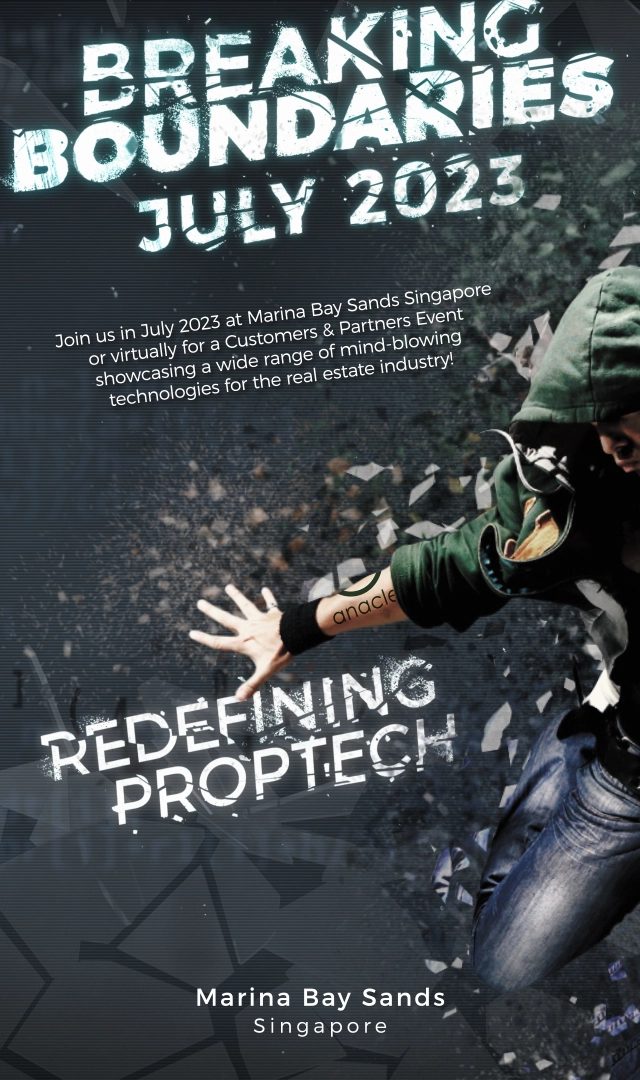 BREAKING
BOUNDARIES
JULY 2023
Join us in July 2023 at Marina Bay Sands Singapore
or virtually for a Customers & Partners Event
showcasing a wide range of mind-blowing
technologies for the real estate industry!
anacle
REDEFINING
PROPTECH
Marina Bay Sands
Singapore